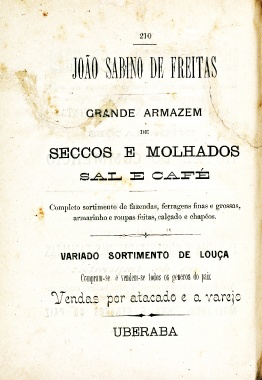 210
JOÃO SABINO DE FREITAS
GRANDE ARMAZEM
DE
SECCOS E MOLHADOS
SAL E CAFÉ
Completo sortimento de fazendas, ferragens finas e grossas,
armarinho e roupas feitas, calçado e chapéos.
VARIADO SORTIMENTO DE LOUÇA
Compram-se e vendem-se todos os generos do paiz
Vendas por atacado e a varejo
UBERABA